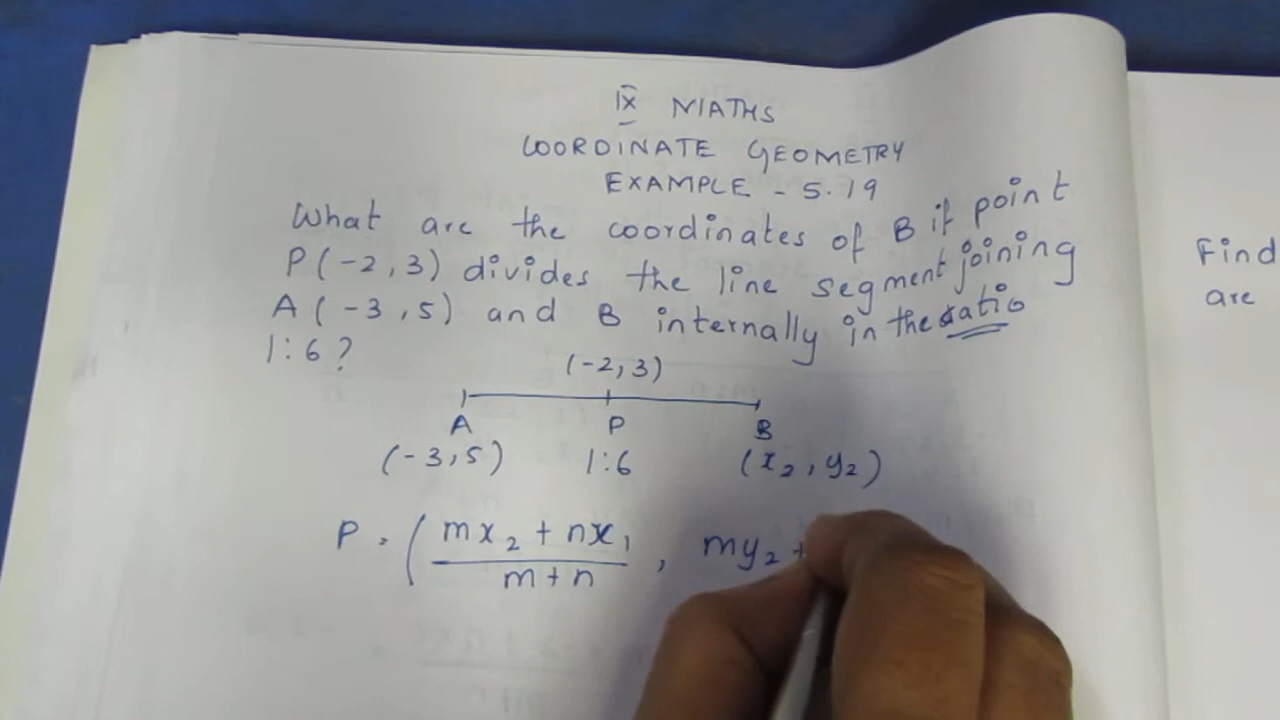 IX MATHS
COORDINATE GEOMETRY
EXAMPLE - 5.19
What are the coordinates of B if point
P(-2,3) divides the line segment joining
A(-3,5) and B internally in the ratio
1:6?
(-2,3)
A P B
(-3,5) 1:6 (x₂, y₂)
P = ( mx₂ + nx₁ / m+n , my₂ +
Find
are